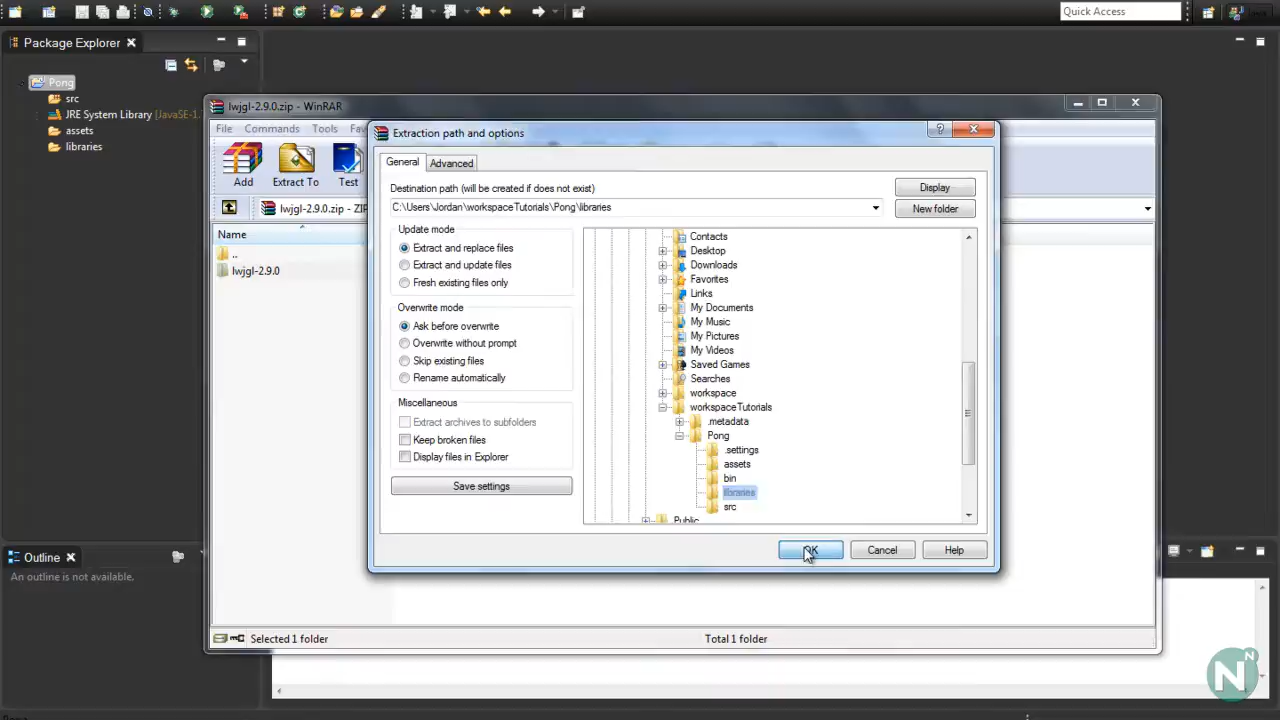 Quick Access
Java
Package Explorer
Pong
src
JRE System Library [JavaSE-1.
assets
libraries
lwjgl-2.9.0.zip - WinRAR
File Commands Tools Fav
Add Extract To Test
lwjgl-2.9.0.zip - ZIP
Name
..
lwjgl-2.9.0
Extraction path and options
General Advanced
Destination path (will be created if does not exist)
C:\Users\Jordan\workspaceTutorials\Pong\libraries
Display
New folder
Update mode
Extract and replace files
Extract and update files
Fresh existing files only
Overwrite mode
Ask before overwrite
Overwrite without prompt
Skip existing files
Rename automatically
Miscellaneous
Extract archives to subfolders
Keep broken files
Display files in Explorer
Save settings
Contacts
Desktop
Downloads
Favorites
Links
My Documents
My Music
My Pictures
My Videos
Saved Games
Searches
workspace
workspaceTutorials
.metadata
Pong
.settings
assets
bin
libraries
src
Public
OK Cancel Help
Selected 1 folder
Total 1 folder
Outline
An outline is not available.
N N